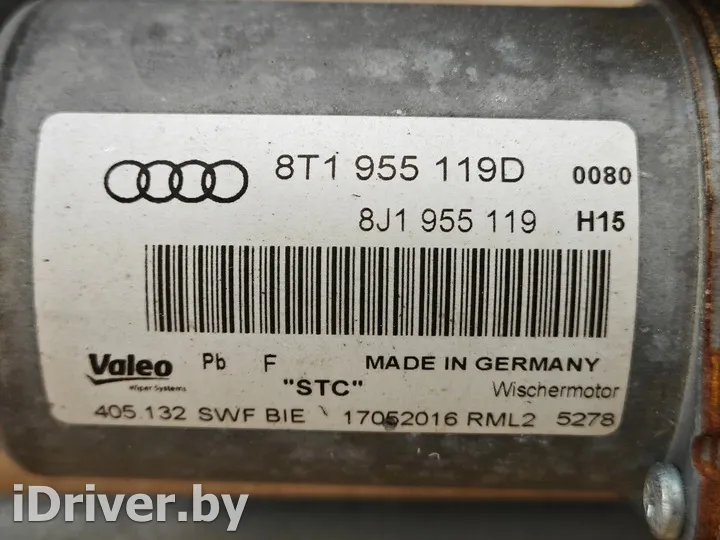 8T1 955 119D 0080
8J1 955 119 H15
Valeo Pb F MADE IN GERMANY
Wiper Systems "STC" Wischermotor
405.132 SWF BIE 17052016 RML2 5278
iDriver.by